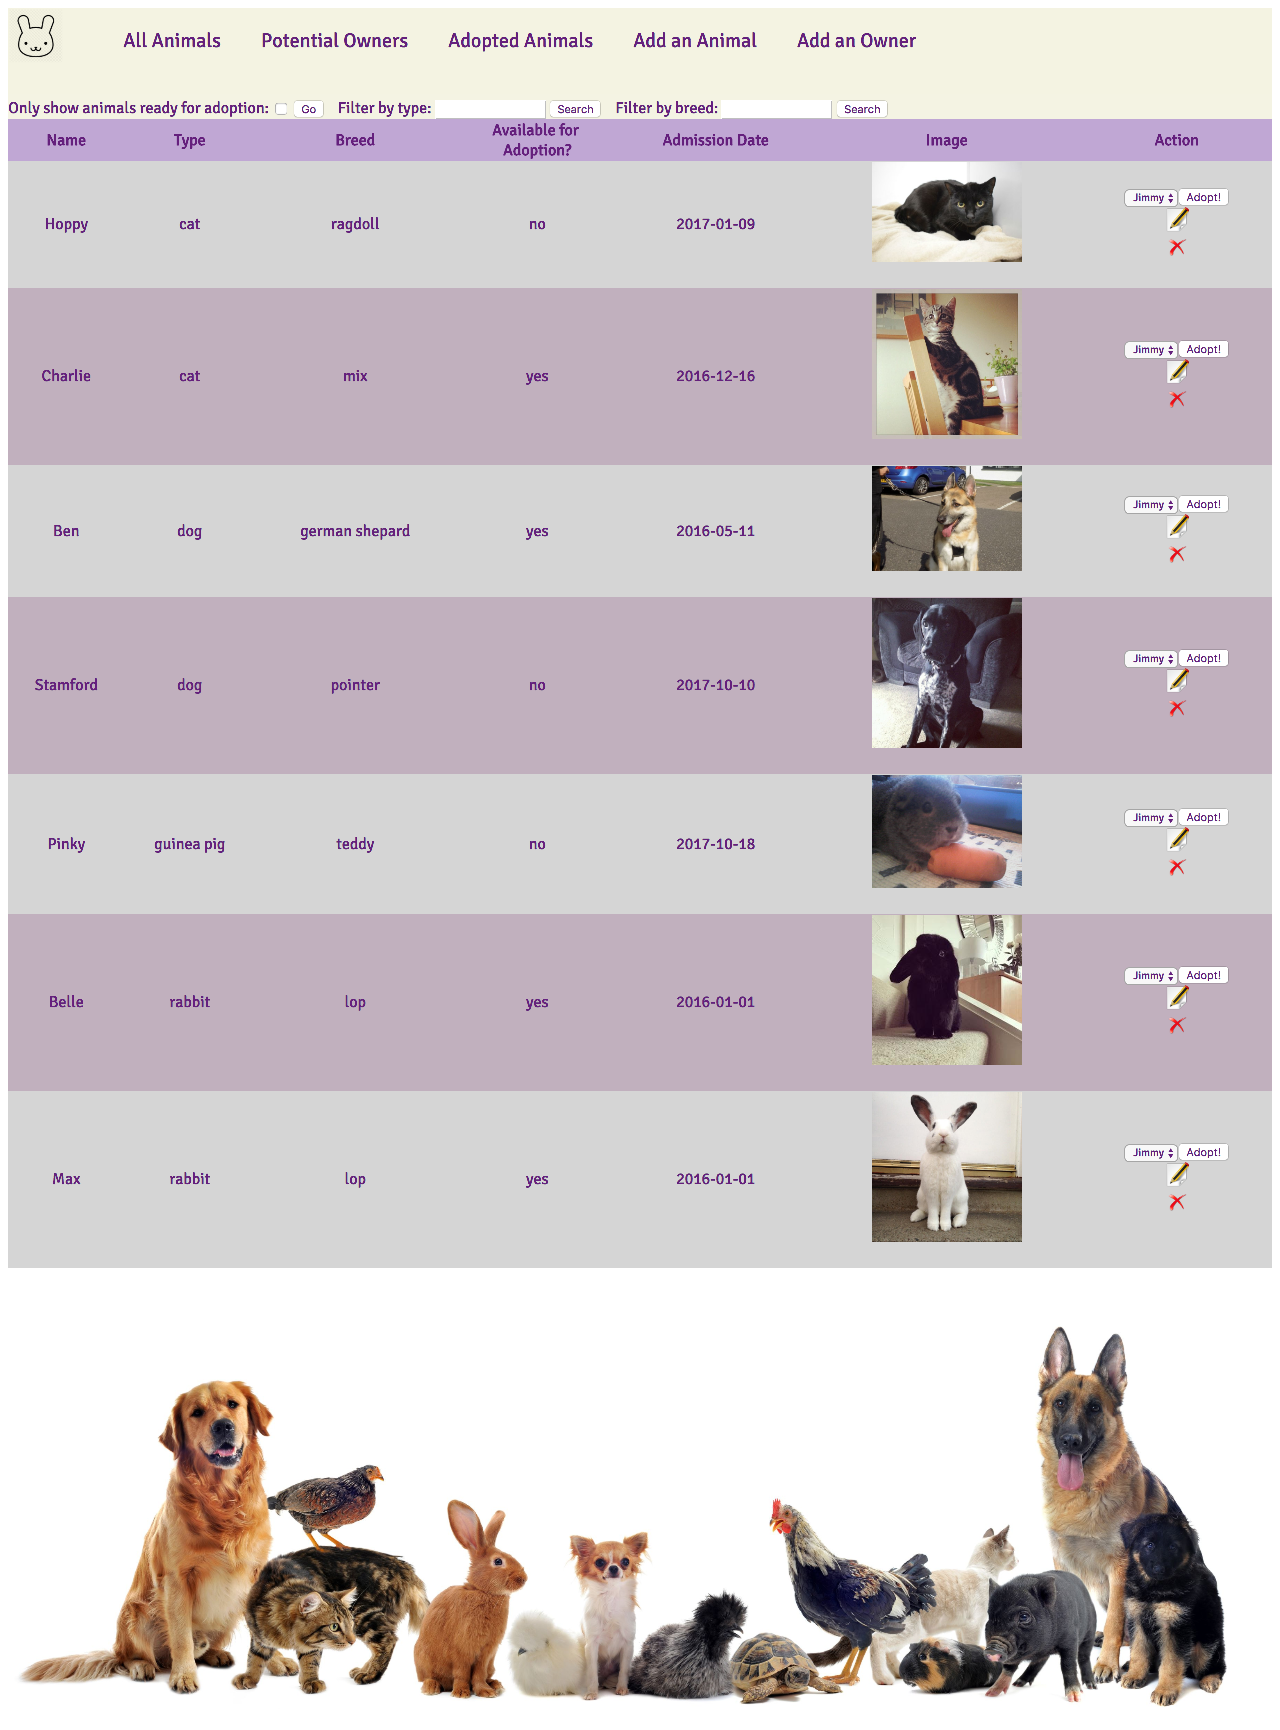 All Animals Potential Owners Adopted Animals Add an Animal Add an Owner
Only show animals ready for adoption: Go Filter by type: Search Filter by breed: Search
Name Type Breed Available for Adoption? Admission Date Image Action
Hoppy cat ragdoll no 2017-01-09 Jimmy Adopt!
Charlie cat mix yes 2016-12-16 Jimmy Adopt!
Ben dog german shepard yes 2016-05-11 Jimmy Adopt!
Stamford dog pointer no 2017-10-10 Jimmy Adopt!
Pinky guinea pig teddy no 2017-10-18 Jimmy Adopt!
Belle rabbit lop yes 2016-01-01 Jimmy Adopt!
Max rabbit lop yes 2016-01-01 Jimmy Adopt!